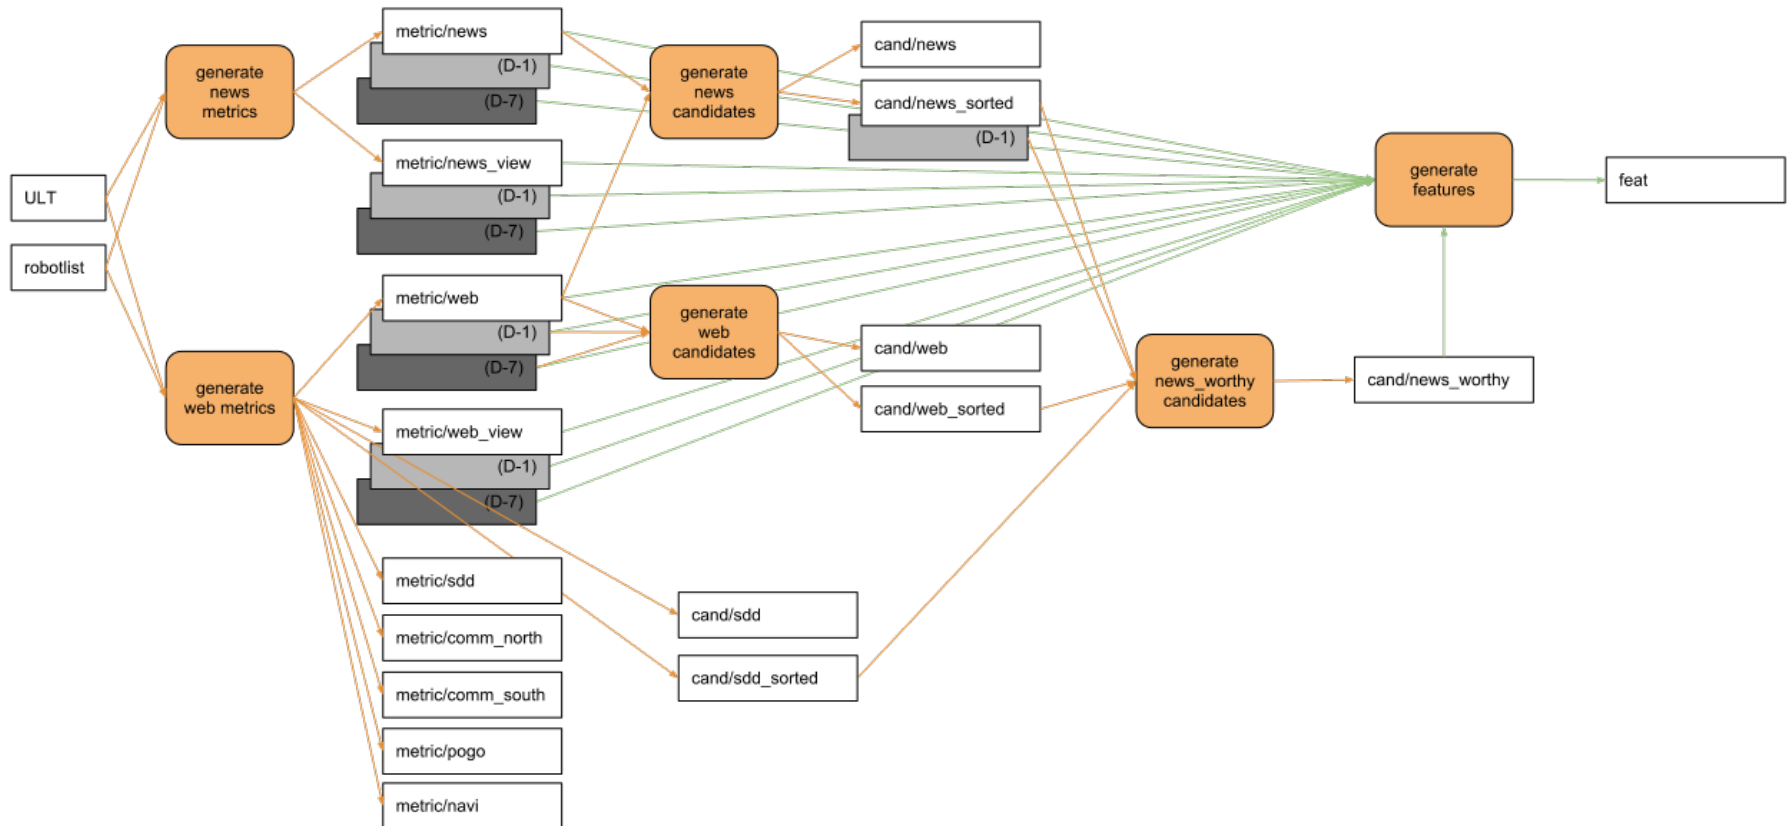 ULT
robotlist
generate
news
metrics
generate
web metrics
metric/news
(D-1)
(D-7)
metric/news_view
(D-1)
(D-7)
metric/web
(D-1)
(D-7)
metric/web_view
(D-1)
(D-7)
metric/sdd
metric/comm_north
metric/comm_south
metric/pogo
metric/navi
generate
news
candidates
generate
web
candidates
cand/sdd
cand/sdd_sorted
cand/news
cand/news_sorted
(D-1)
cand/web
cand/web_sorted
generate
news_worthy
candidates
cand/news_worthy
generate
features
feat